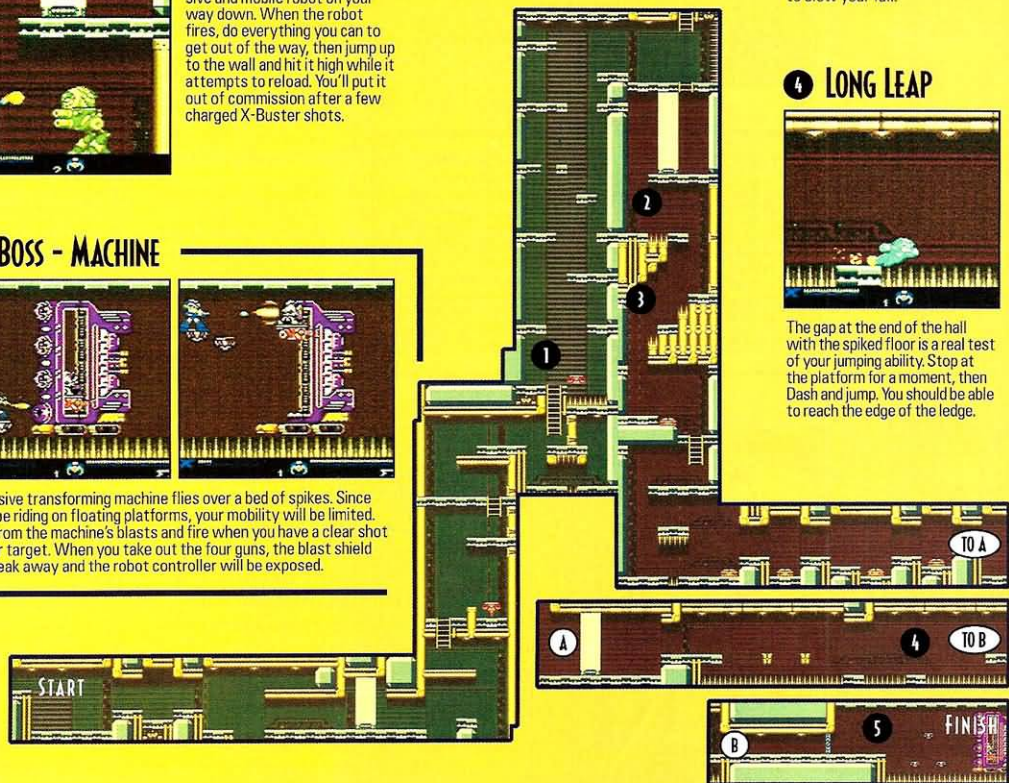 sive and mobile robot on your
way down. When the robot
fires, do everything you can to
get out of the way, then jump up
to the wall and hit it high while it
attempts to reload. You'll put it
out of commission after a few
charged X-Buster shots.
BOSS - MACHINE
sive transforming machine flies over a bed of spikes. Since
riding on floating platforms, your mobility will be limited.
from the machine's blasts and fire when you have a clear shot
target. When you take out the four guns, the blast shield
away and the robot controller will be exposed.
4 LONG LEAP
The gap at the end of the hall
with the spiked floor is a real test
of your jumping ability. Stop at
the platform for a moment, then
Dash and jump. You should be able
to reach the edge of the ledge.
2
3
1
TO A
A
4
TO B
START
B
5
FINISH